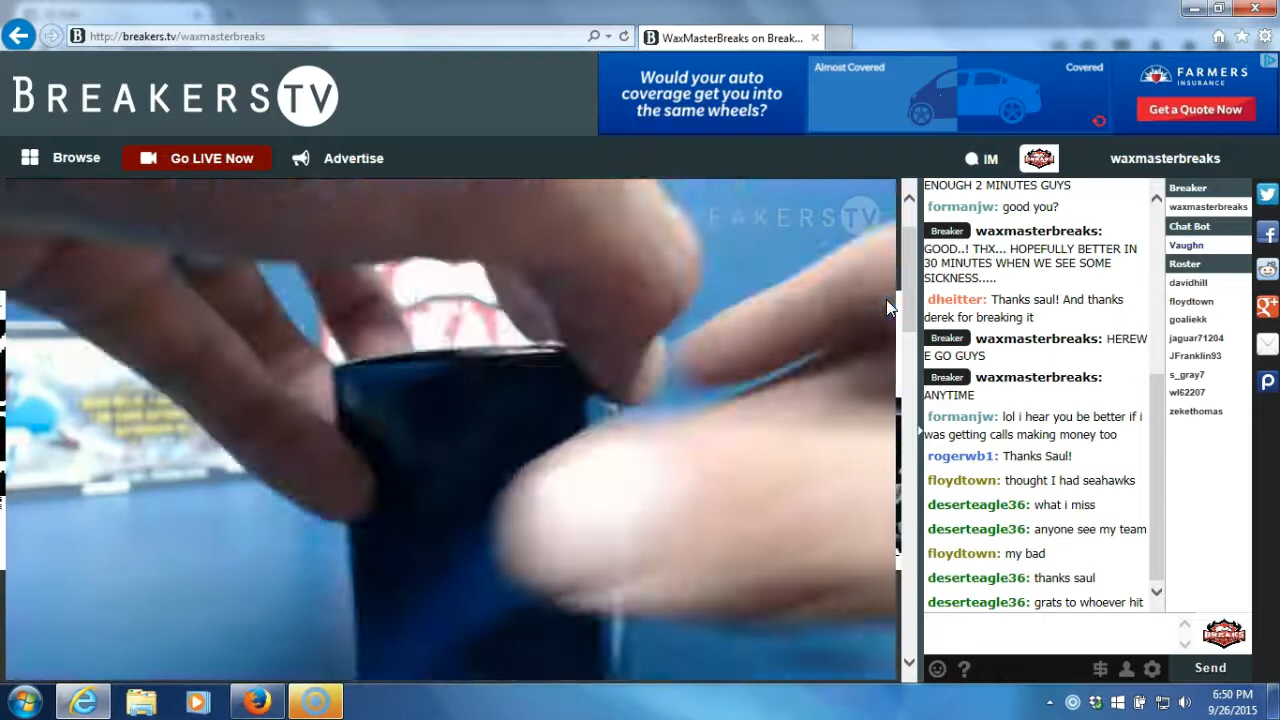 http://breakers.tv/waxmasterbreaks
WaxMasterBreaks on Break...
BREAKERSTV
Would your auto
coverage get you into
the same wheels?
Almost Covered
Covered
FARMERS
INSURANCE
Get a Quote Now
Browse
Go LIVE Now
Advertise
IM
waxmasterbreaks
EAKERSTV
ENOUGH 2 MINUTES GUYS
formanjw: good you?
Breaker waxmasterbreaks:
GOOD..! THX... HOPEFULLY BETTER IN
30 MINUTES WHEN WE SEE SOME
SICKNESS.....
dheitter: Thanks saul! And thanks
derek for breaking it
Breaker waxmasterbreaks: HEREW
E GO GUYS
Breaker waxmasterbreaks:
ANYTIME
formanjw: lol i hear you be better if i
was getting calls making money too
rogerwb1: Thanks Saul!
floydtown: thought I had seahawks
deserteagle36: what i miss
deserteagle36: anyone see my team
floydtown: my bad
deserteagle36: thanks saul
deserteagle36: grats to whoever hit
Breaker
waxmasterbreaks
Chat Bot
Vaughn
Roster
davidhill
floydtown
goaliekk
jaguar71204
JFranklin93
s_gray7
wl62207
zekethomas
BREAKS
Send
6:50 PM
9/26/2015